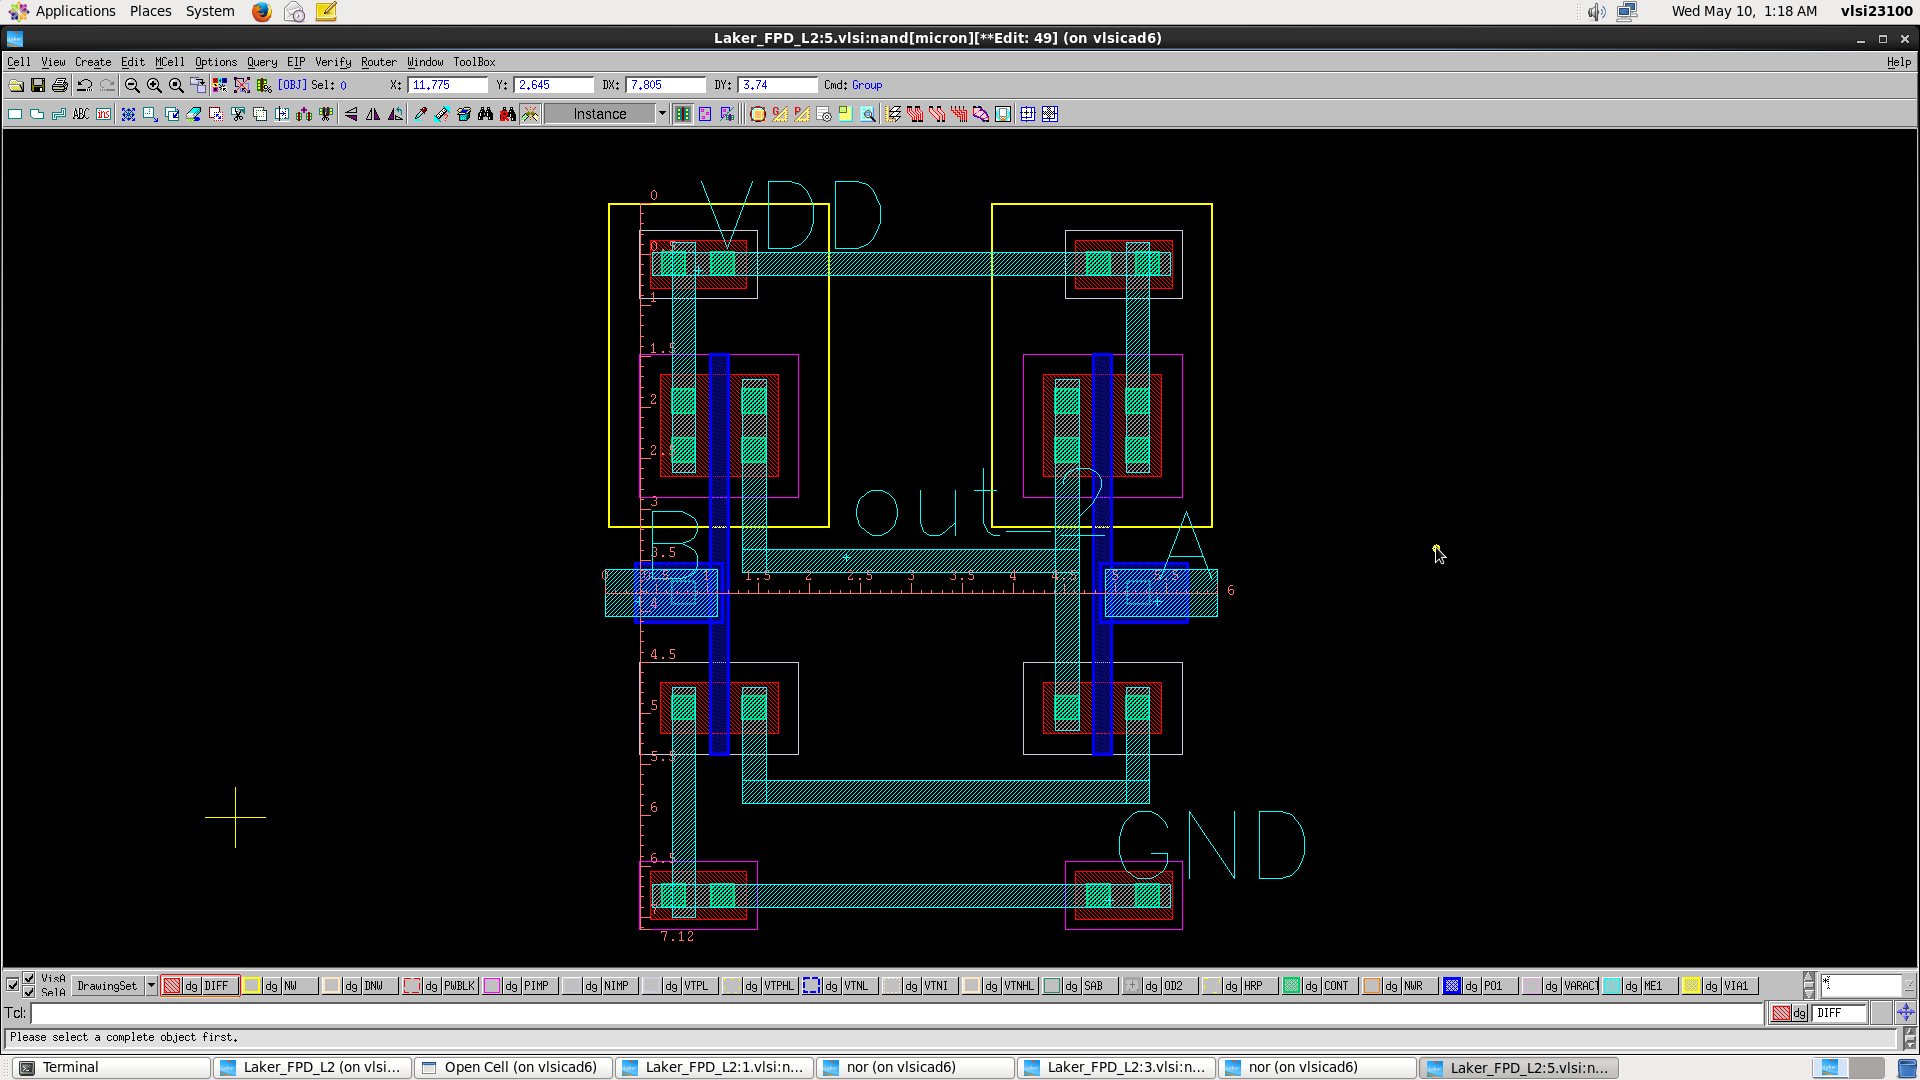 Applications Places System Wed May 10, 1:18 AM vlsi23100
Laker_FPD_L2:5.vlsi:nand[micron][**Edit: 49] (on vlsicad6)
Cell View Create Edit MCell Options Query EIP Verify Router Window ToolBox Help
[OBJ] Sel: 0 X: 11.775 Y: 2.645 DX: 7.805 DY: 3.74 Cmd: Group
ABC Instance
0
VDD
0.5
1
1.5
2
2.5
3
out_2
B
A
3.5
0 0.5 1 1.5 2 2.5 3 3.5 4 4.5 5 5.5 6
4
4.5
5
5.5
6
GND
6.5
7
7.12
VisA
SelA
DrawingSet dg DIFF dg NW dg DNW dg PWBLK dg PIMP dg NIMP dg VTPL dg VTPHL dg VTNL dg VTNI dg VTNHL dg SAB dg OD2 dg HRP dg CONT dg NWR dg PO1 dg VARACT dg ME1 dg VIA1 *
Tcl: dg DIFF
Please select a complete object first.
Terminal Laker_FPD_L2 (on vlsi... Open Cell (on vlsicad6) Laker_FPD_L2:1.vlsi:n... nor (on vlsicad6) Laker_FPD_L2:3.vlsi:n... nor (on vlsicad6) Laker_FPD_L2:5.vlsi:n...